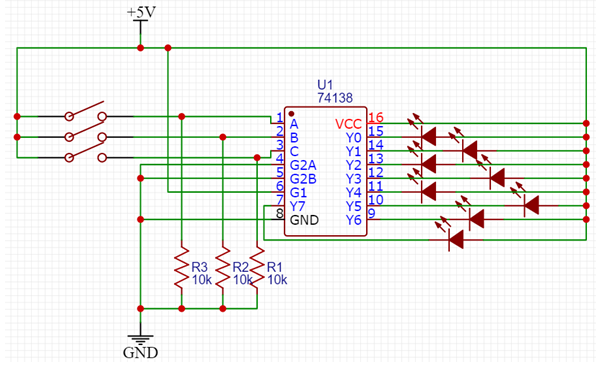 +5V
U1
74138
1 A VCC 16
2 B Y0 15
3 C Y1 14
4 G2A Y2 13
5 G2B Y3 12
6 G1 Y4 11
7 Y7 Y5 10
8 GND Y6 9
R3 R2 R1
10k 10k 10k
GND